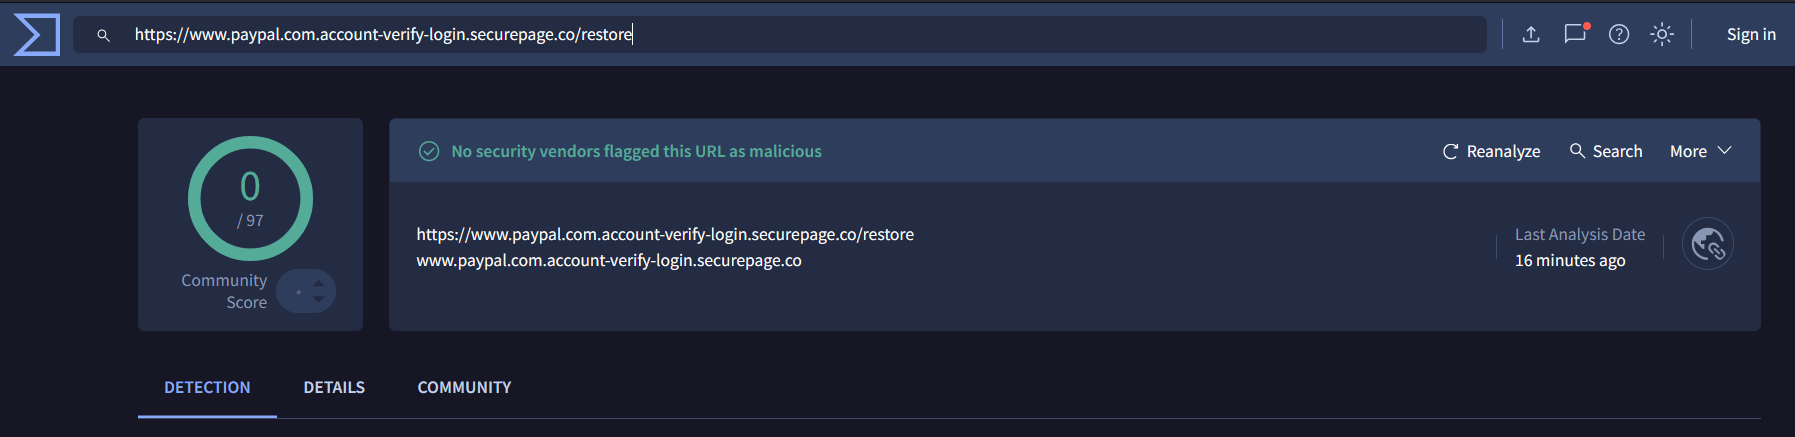 https://www.paypal.com.account-verify-login.securepage.co/restore
Sign in
0
/ 97
Community
Score
No security vendors flagged this URL as malicious
Reanalyze
Search
More
https://www.paypal.com.account-verify-login.securepage.co/restore
www.paypal.com.account-verify-login.securepage.co
Last Analysis Date
16 minutes ago
DETECTION
DETAILS
COMMUNITY